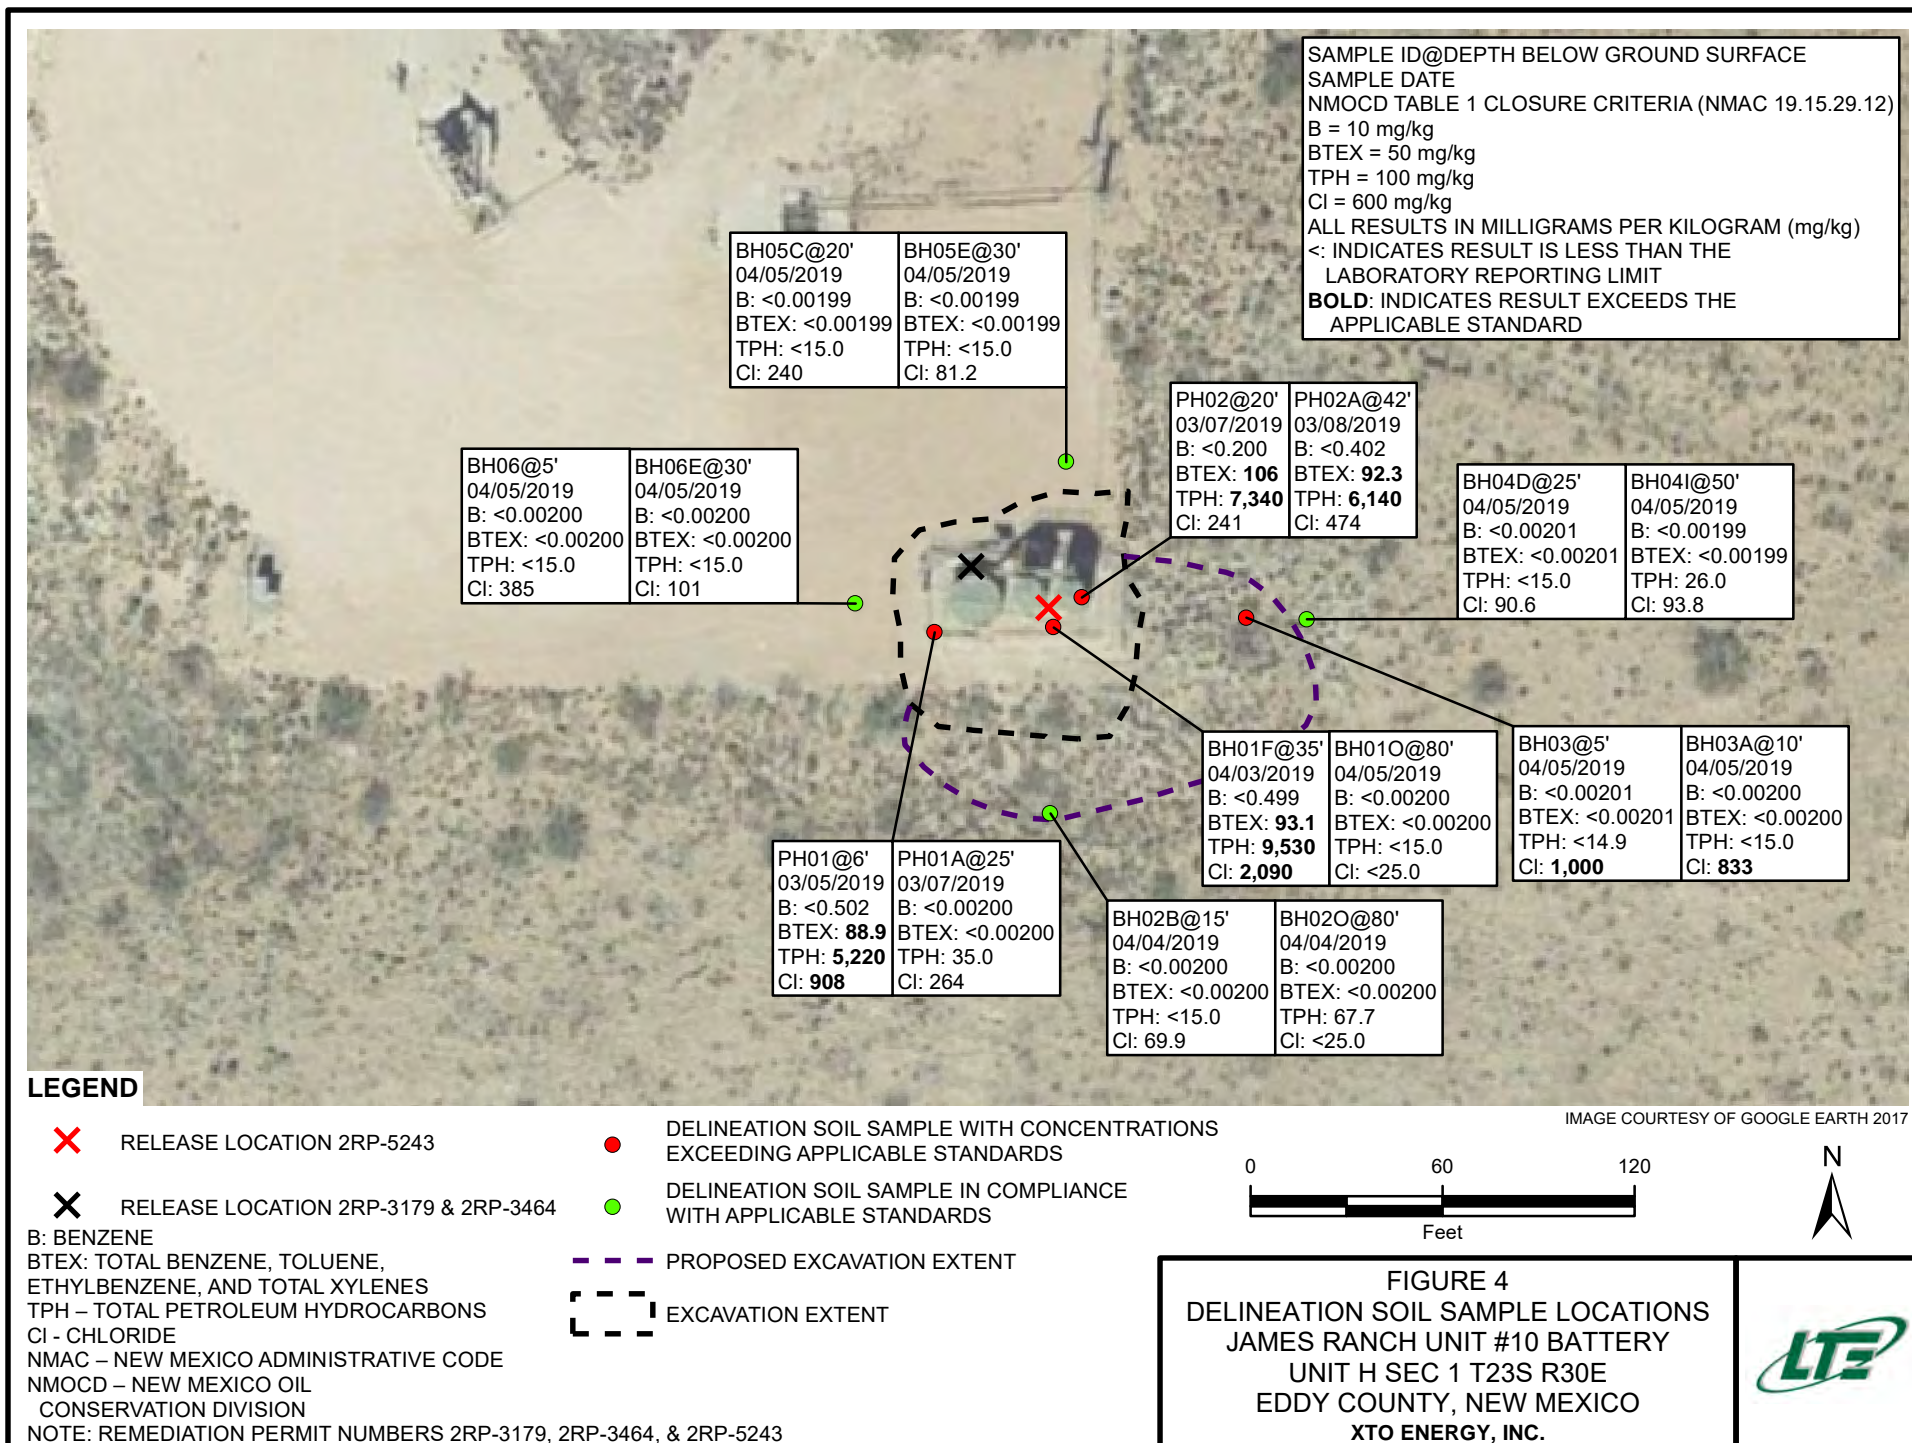 SAMPLE ID@DEPTH BELOW GROUND SURFACE
SAMPLE DATE
NMOCD TABLE 1 CLOSURE CRITERIA (NMAC 19.15.29.12)
B = 10 mg/kg
BTEX = 50 mg/kg
TPH = 100 mg/kg
Cl = 600 mg/kg
ALL RESULTS IN MILLIGRAMS PER KILOGRAM (mg/kg)
<: INDICATES RESULT IS LESS THAN THE
LABORATORY REPORTING LIMIT
BOLD: INDICATES RESULT EXCEEDS THE
APPLICABLE STANDARD
BH05C@20'
04/05/2019
B: <0.00199
BTEX: <0.00199
TPH: <15.0
Cl: 240
BH05E@30'
04/05/2019
B: <0.00199
BTEX: <0.00199
TPH: <15.0
Cl: 81.2
PH02@20'
03/07/2019
B: <0.200
BTEX: 106
TPH: 7,340
Cl: 241
PH02A@42'
03/08/2019
B: <0.402
BTEX: 92.3
TPH: 6,140
Cl: 474
BH06@5'
04/05/2019
B: <0.00200
BTEX: <0.00200
TPH: <15.0
Cl: 385
BH06E@30'
04/05/2019
B: <0.00200
BTEX: <0.00200
TPH: <15.0
Cl: 101
BH04D@25'
04/05/2019
B: <0.00201
BTEX: <0.00201
TPH: <15.0
Cl: 90.6
BH04I@50'
04/05/2019
B: <0.00199
BTEX: <0.00199
TPH: 26.0
Cl: 93.8
BH01F@35'
04/03/2019
B: <0.499
BTEX: 93.1
TPH: 9,530
Cl: 2,090
BH01O@80'
04/05/2019
B: <0.00200
BTEX: <0.00200
TPH: <15.0
Cl: <25.0
BH03@5'
04/05/2019
B: <0.00201
BTEX: <0.00201
TPH: <14.9
Cl: 1,000
BH03A@10'
04/05/2019
B: <0.00200
BTEX: <0.00200
TPH: <15.0
Cl: 833
PH01@6'
03/05/2019
B: <0.502
BTEX: 88.9
TPH: 5,220
Cl: 908
PH01A@25'
03/07/2019
B: <0.00200
BTEX: <0.00200
TPH: 35.0
Cl: 264
BH02B@15'
04/04/2019
B: <0.00200
BTEX: <0.00200
TPH: <15.0
Cl: 69.9
BH02O@80'
04/04/2019
B: <0.00200
BTEX: <0.00200
TPH: 67.7
Cl: <25.0
LEGEND
IMAGE COURTESY OF GOOGLE EARTH 2017
RELEASE LOCATION 2RP-5243
RELEASE LOCATION 2RP-3179 & 2RP-3464
DELINEATION SOIL SAMPLE WITH CONCENTRATIONS
EXCEEDING APPLICABLE STANDARDS
DELINEATION SOIL SAMPLE IN COMPLIANCE
WITH APPLICABLE STANDARDS
PROPOSED EXCAVATION EXTENT
EXCAVATION EXTENT
B: BENZENE
BTEX: TOTAL BENZENE, TOLUENE,
ETHYLBENZENE, AND TOTAL XYLENES
TPH – TOTAL PETROLEUM HYDROCARBONS
Cl - CHLORIDE
NMAC – NEW MEXICO ADMINISTRATIVE CODE
NMOCD – NEW MEXICO OIL
CONSERVATION DIVISION
NOTE: REMEDIATION PERMIT NUMBERS 2RP-3179, 2RP-3464, & 2RP-5243
0 60 120
Feet
N
FIGURE 4
DELINEATION SOIL SAMPLE LOCATIONS
JAMES RANCH UNIT #10 BATTERY
UNIT H SEC 1 T23S R30E
EDDY COUNTY, NEW MEXICO
XTO ENERGY, INC.
LTE